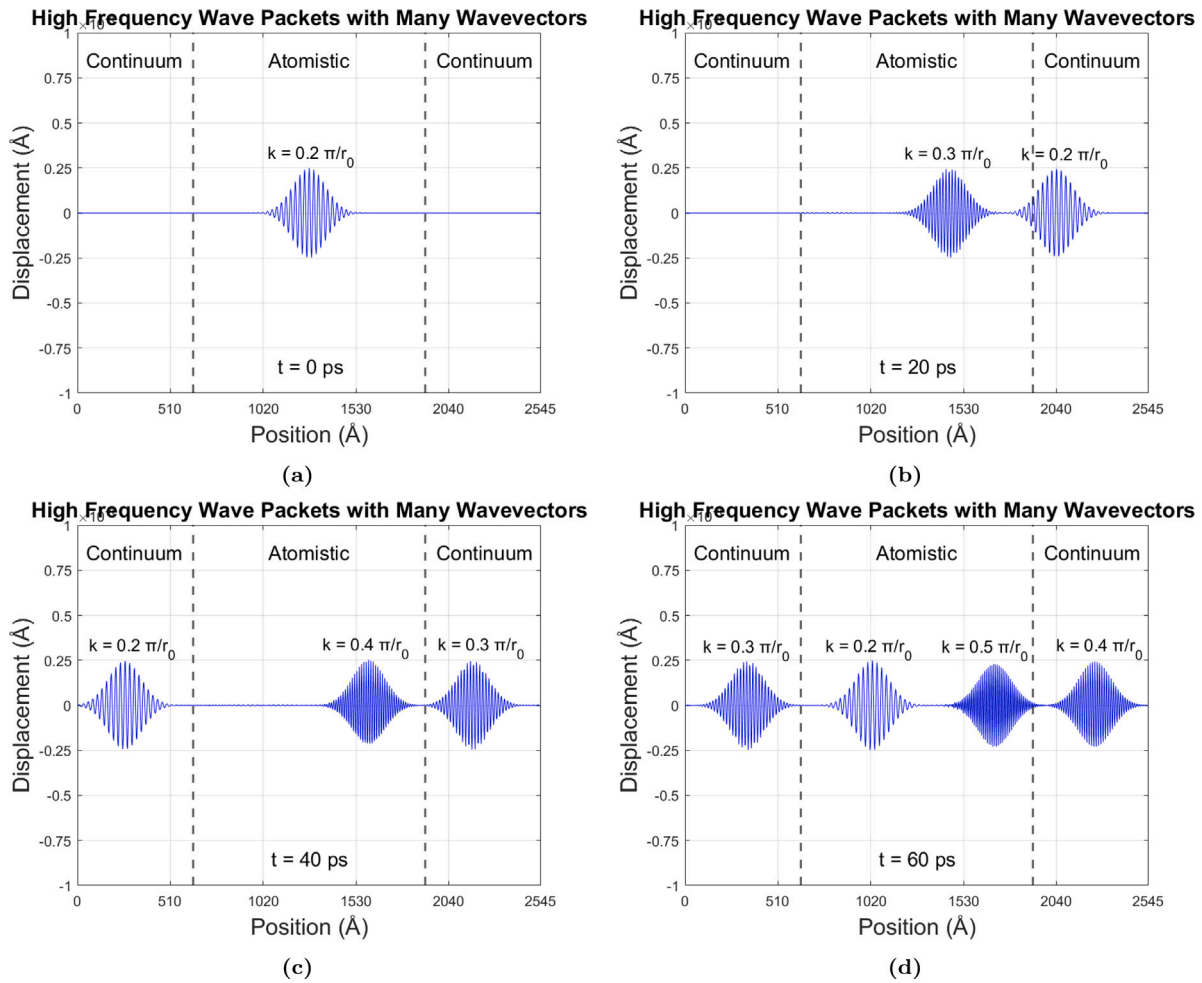 High Frequency Wave Packets with Many Wavevectors
Continuum Atomistic Continuum
k = 0.2 π/r0
t = 0 ps
Displacement (Å)
1
0.75
0.5
0.25
0
-0.25
-0.5
-0.75
-1
0 510 1020 1530 2040 2545
Position (Å)
(a)
High Frequency Wave Packets with Many Wavevectors
Continuum Atomistic Continuum
k = 0.3 π/r0 k = 0.2 π/r0
t = 20 ps
Displacement (Å)
1
0.75
0.5
0.25
0
-0.25
-0.5
-0.75
-1
0 510 1020 1530 2040 2545
Position (Å)
(b)
High Frequency Wave Packets with Many Wavevectors
Continuum Atomistic Continuum
k = 0.2 π/r0 k = 0.4 π/r0 k = 0.3 π/r0
t = 40 ps
Displacement (Å)
1
0.75
0.5
0.25
0
-0.25
-0.5
-0.75
-1
0 510 1020 1530 2040 2545
Position (Å)
(c)
High Frequency Wave Packets with Many Wavevectors
Continuum Atomistic Continuum
k = 0.3 π/r0 k = 0.2 π/r0 k = 0.5 π/r0 k = 0.4 π/r0
t = 60 ps
Displacement (Å)
1
0.75
0.5
0.25
0
-0.25
-0.5
-0.75
-1
0 510 1020 1530 2040 2545
Position (Å)
(d)